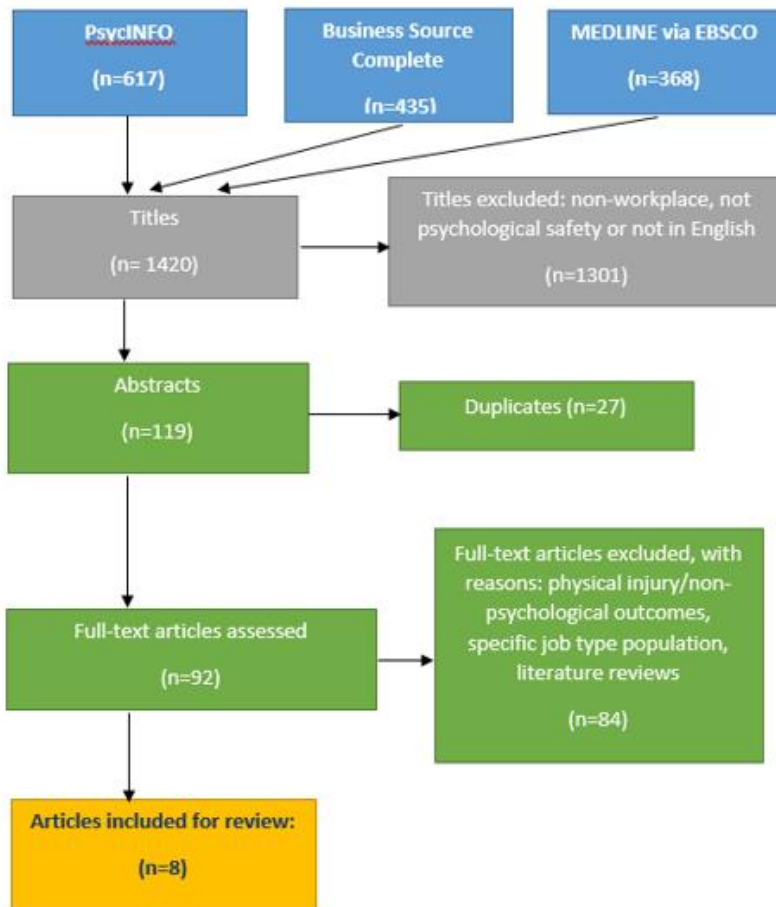 PsycINFO
(n=617)
Business Source
Complete
(n=435)
MEDLINE via EBSCO
(n=368)
Titles
(n= 1420)
Titles excluded: non-workplace, not
psychological safety or not in English
(n=1301)
Abstracts
(n=119)
Duplicates (n=27)
Full-text articles assessed
(n=92)
Full-text articles excluded, with
reasons: physical injury/non-
psychological outcomes,
specific job type population,
literature reviews
(n=84)
Articles included for review:
(n=8)